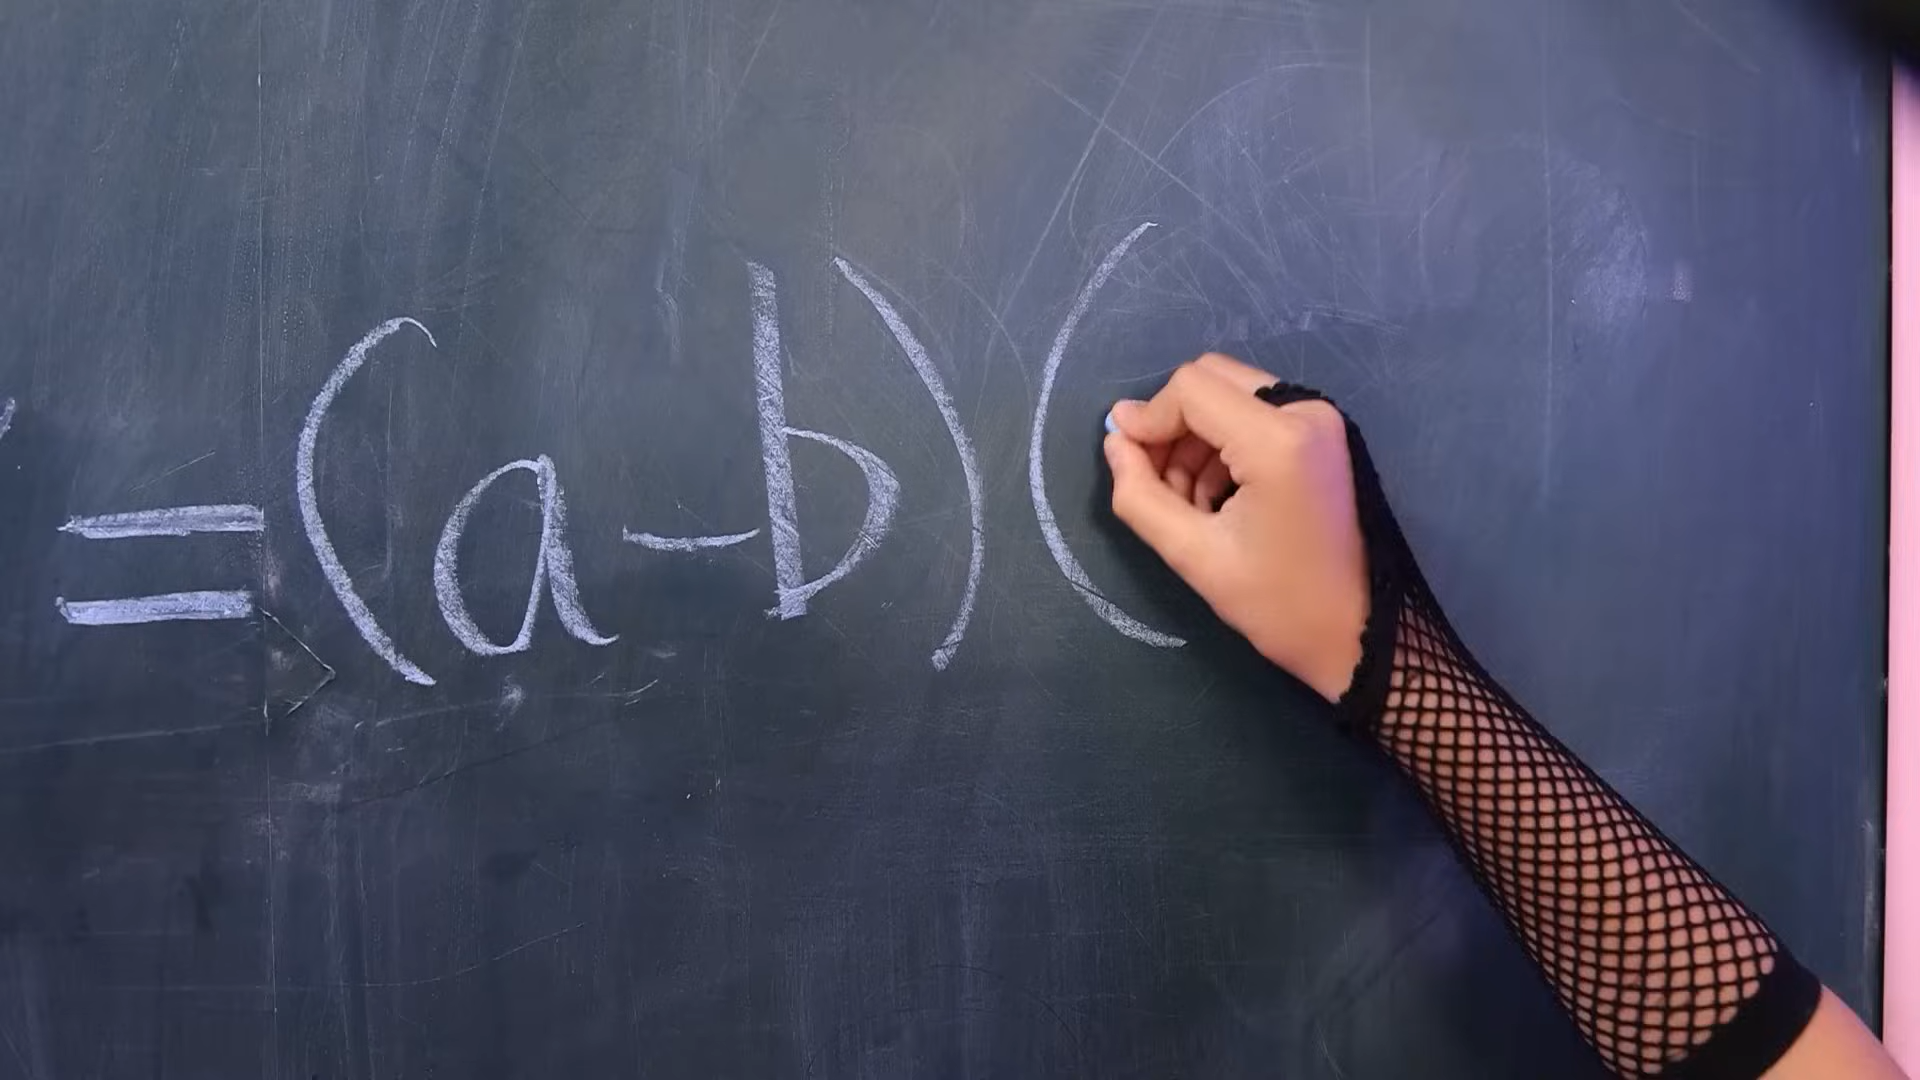 = (a-b)(